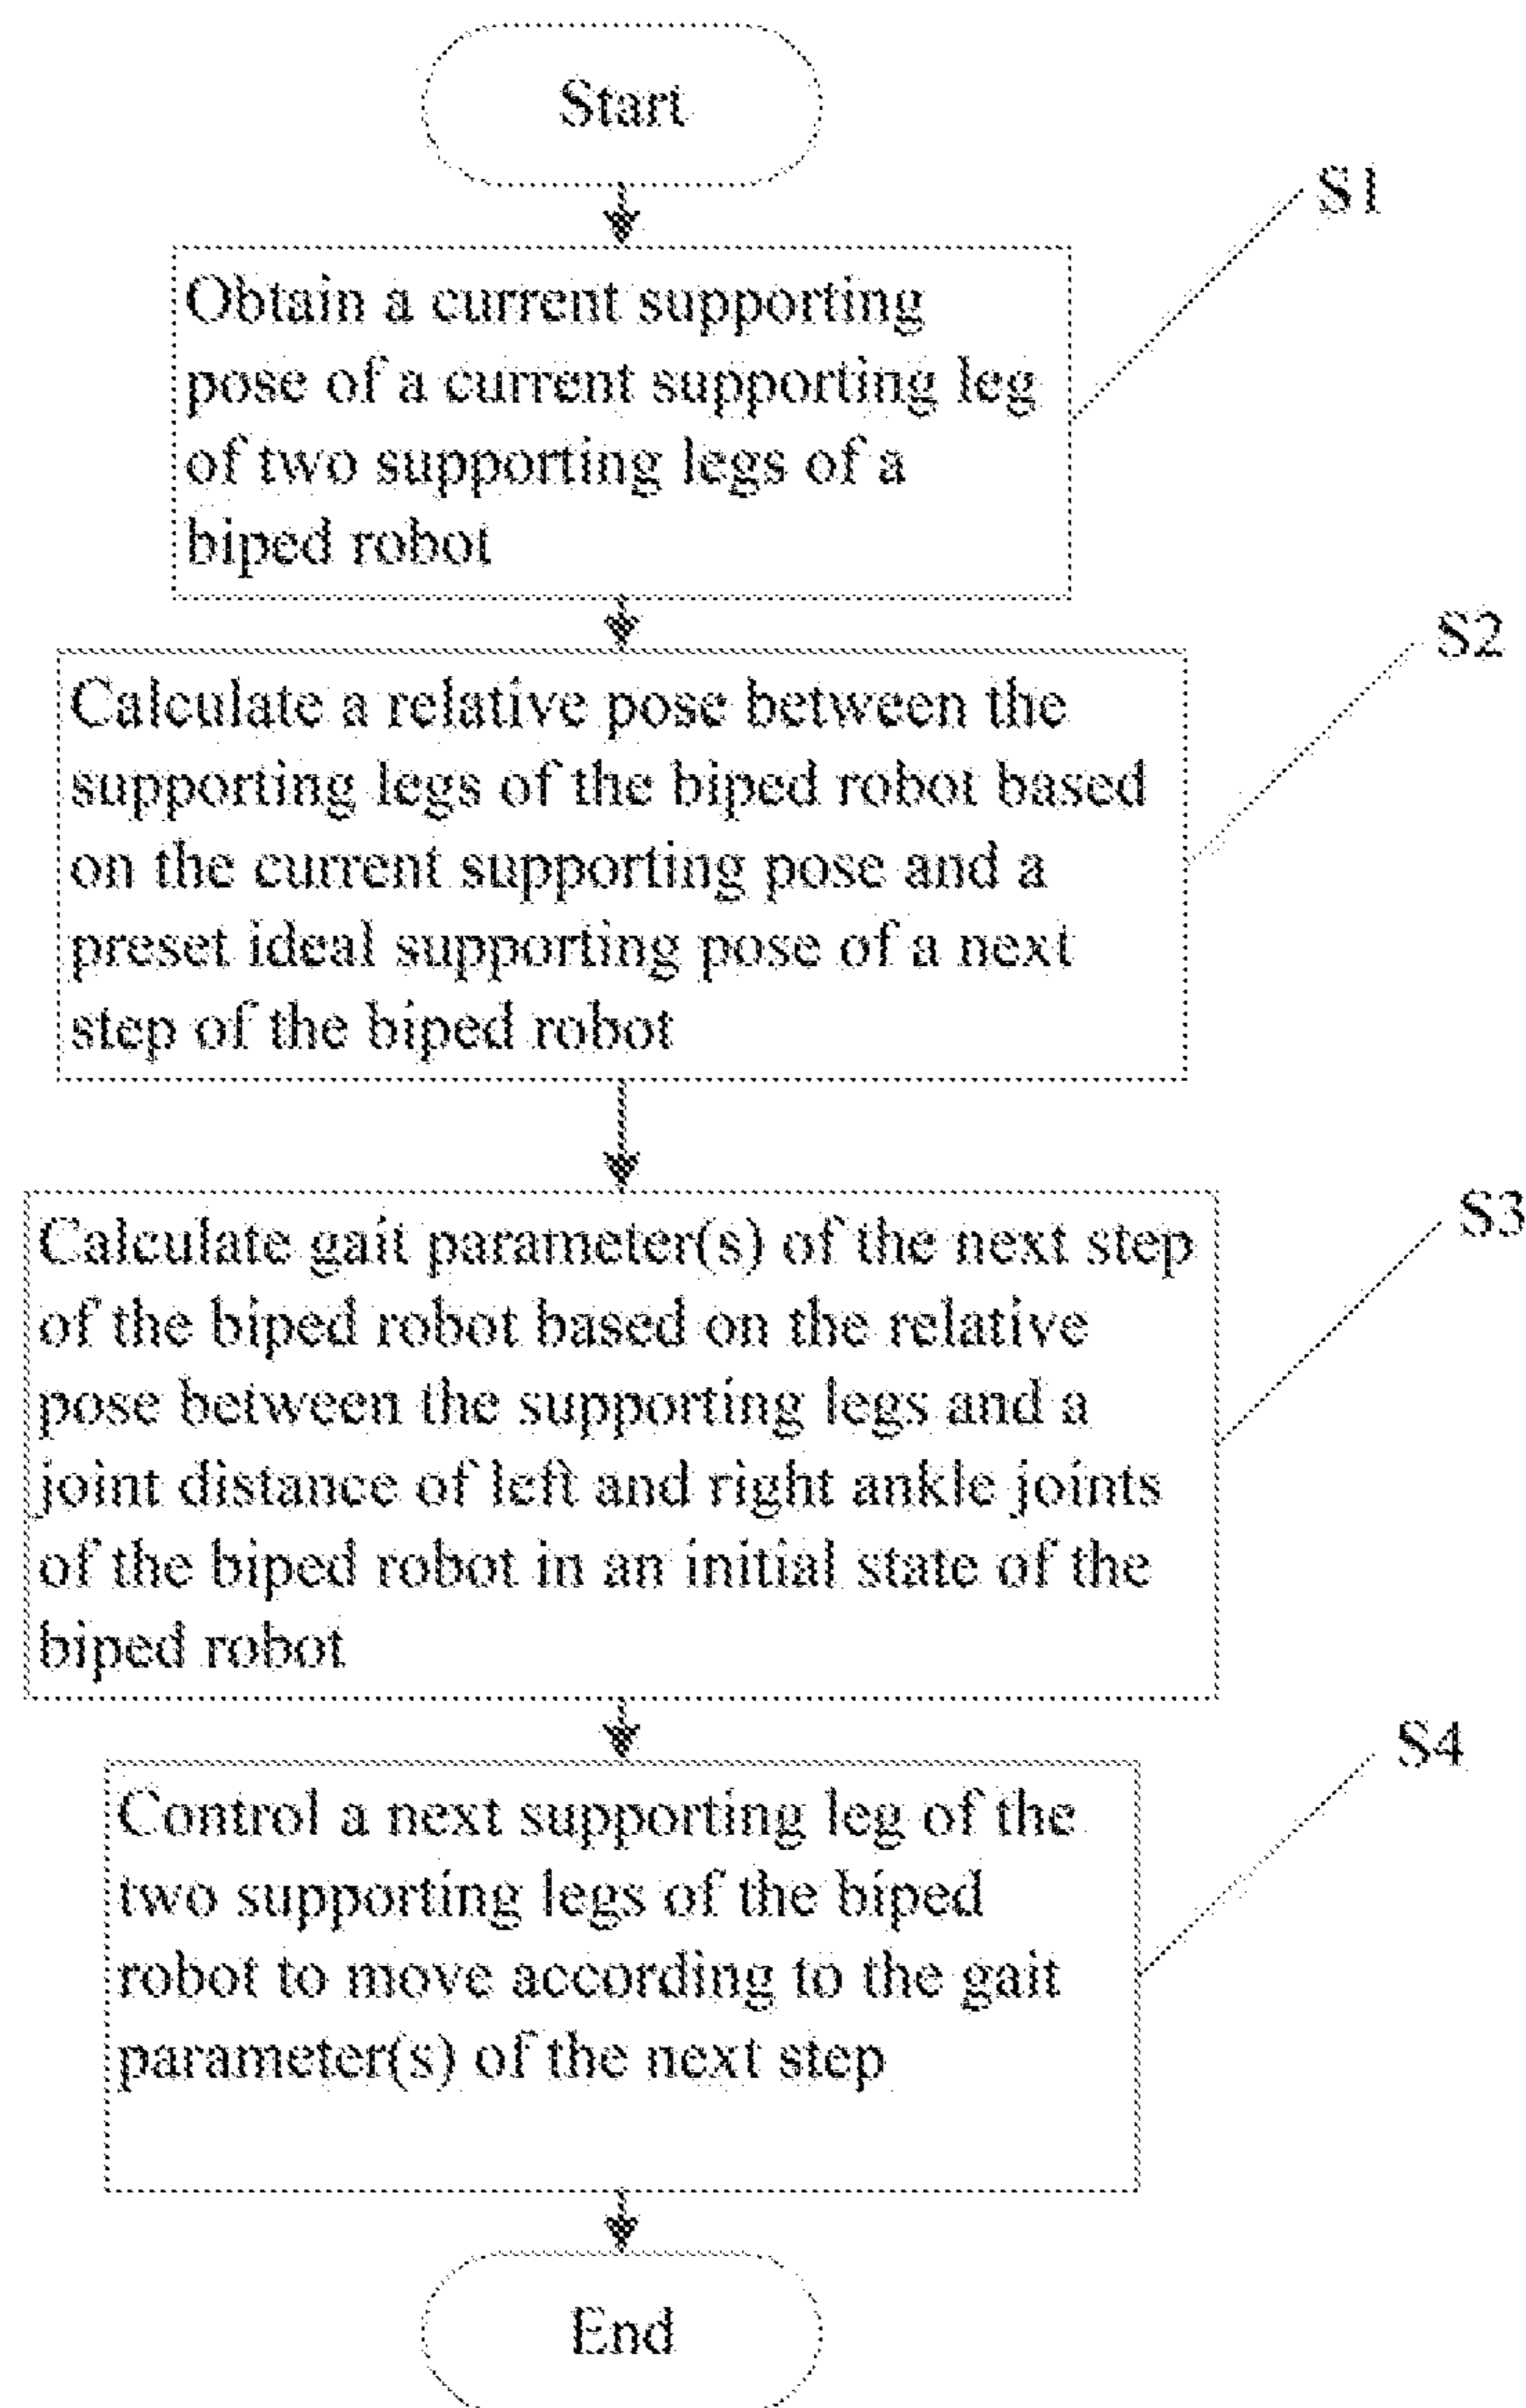 Start
S1
Obtain a current supporting
pose of a current supporting leg
of two supporting legs of a
biped robot
S2
Calculate a relative pose between the
supporting legs of the biped robot based
on the current supporting pose and a
preset ideal supporting pose of a next
step of the biped robot
S3
Calculate gait parameter(s) of the next step
of the biped robot based on the relative
pose between the supporting legs and a
joint distance of left and right ankle joints
of the biped robot in an initial state of the
biped robot
S4
Control a next supporting leg of the
two supporting legs of the biped
robot to move according to the gait
parameter(s) of the next step
End